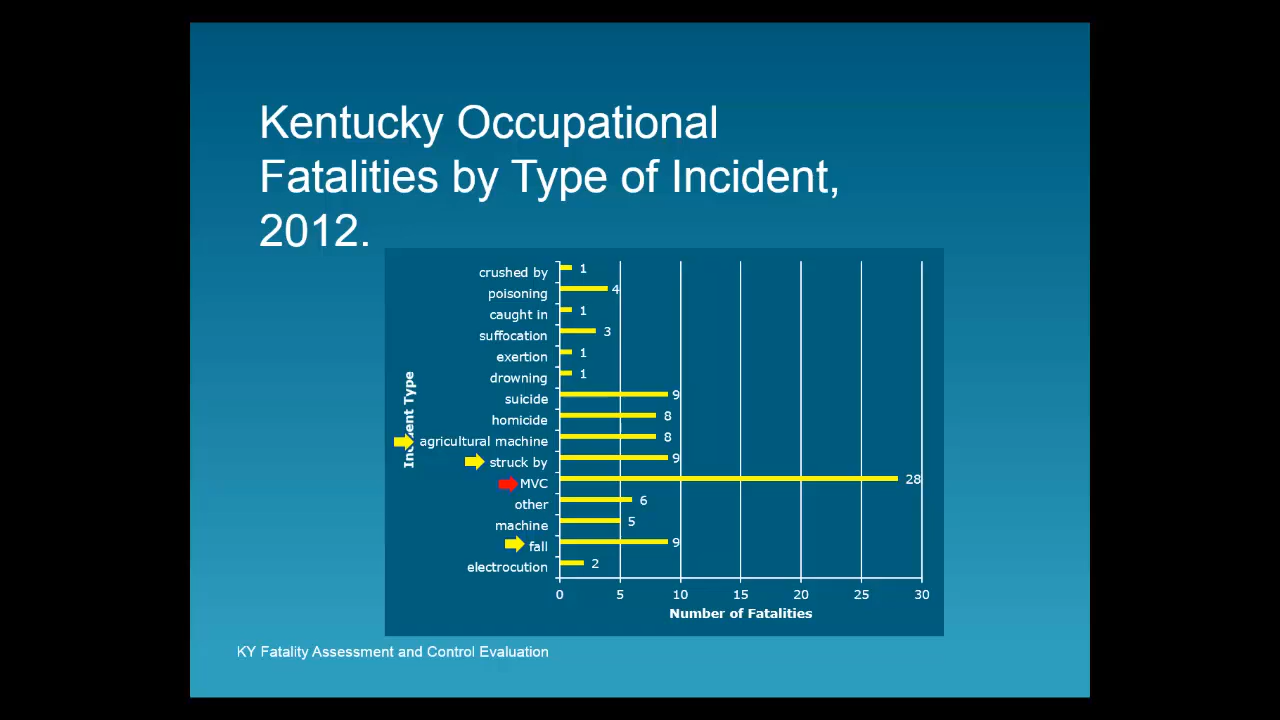 Kentucky Occupational
Fatalities by Type of Incident,
2012.
Incident Type
crushed by 1
poisoning 4
caught in 1
suffocation 3
exertion 1
drowning 1
suicide 9
homicide 8
agricultural machine 8
struck by 9
MVC 28
other 6
machine 5
fall 9
electrocution 2
0 5 10 15 20 25 30
Number of Fatalities
KY Fatality Assessment and Control Evaluation